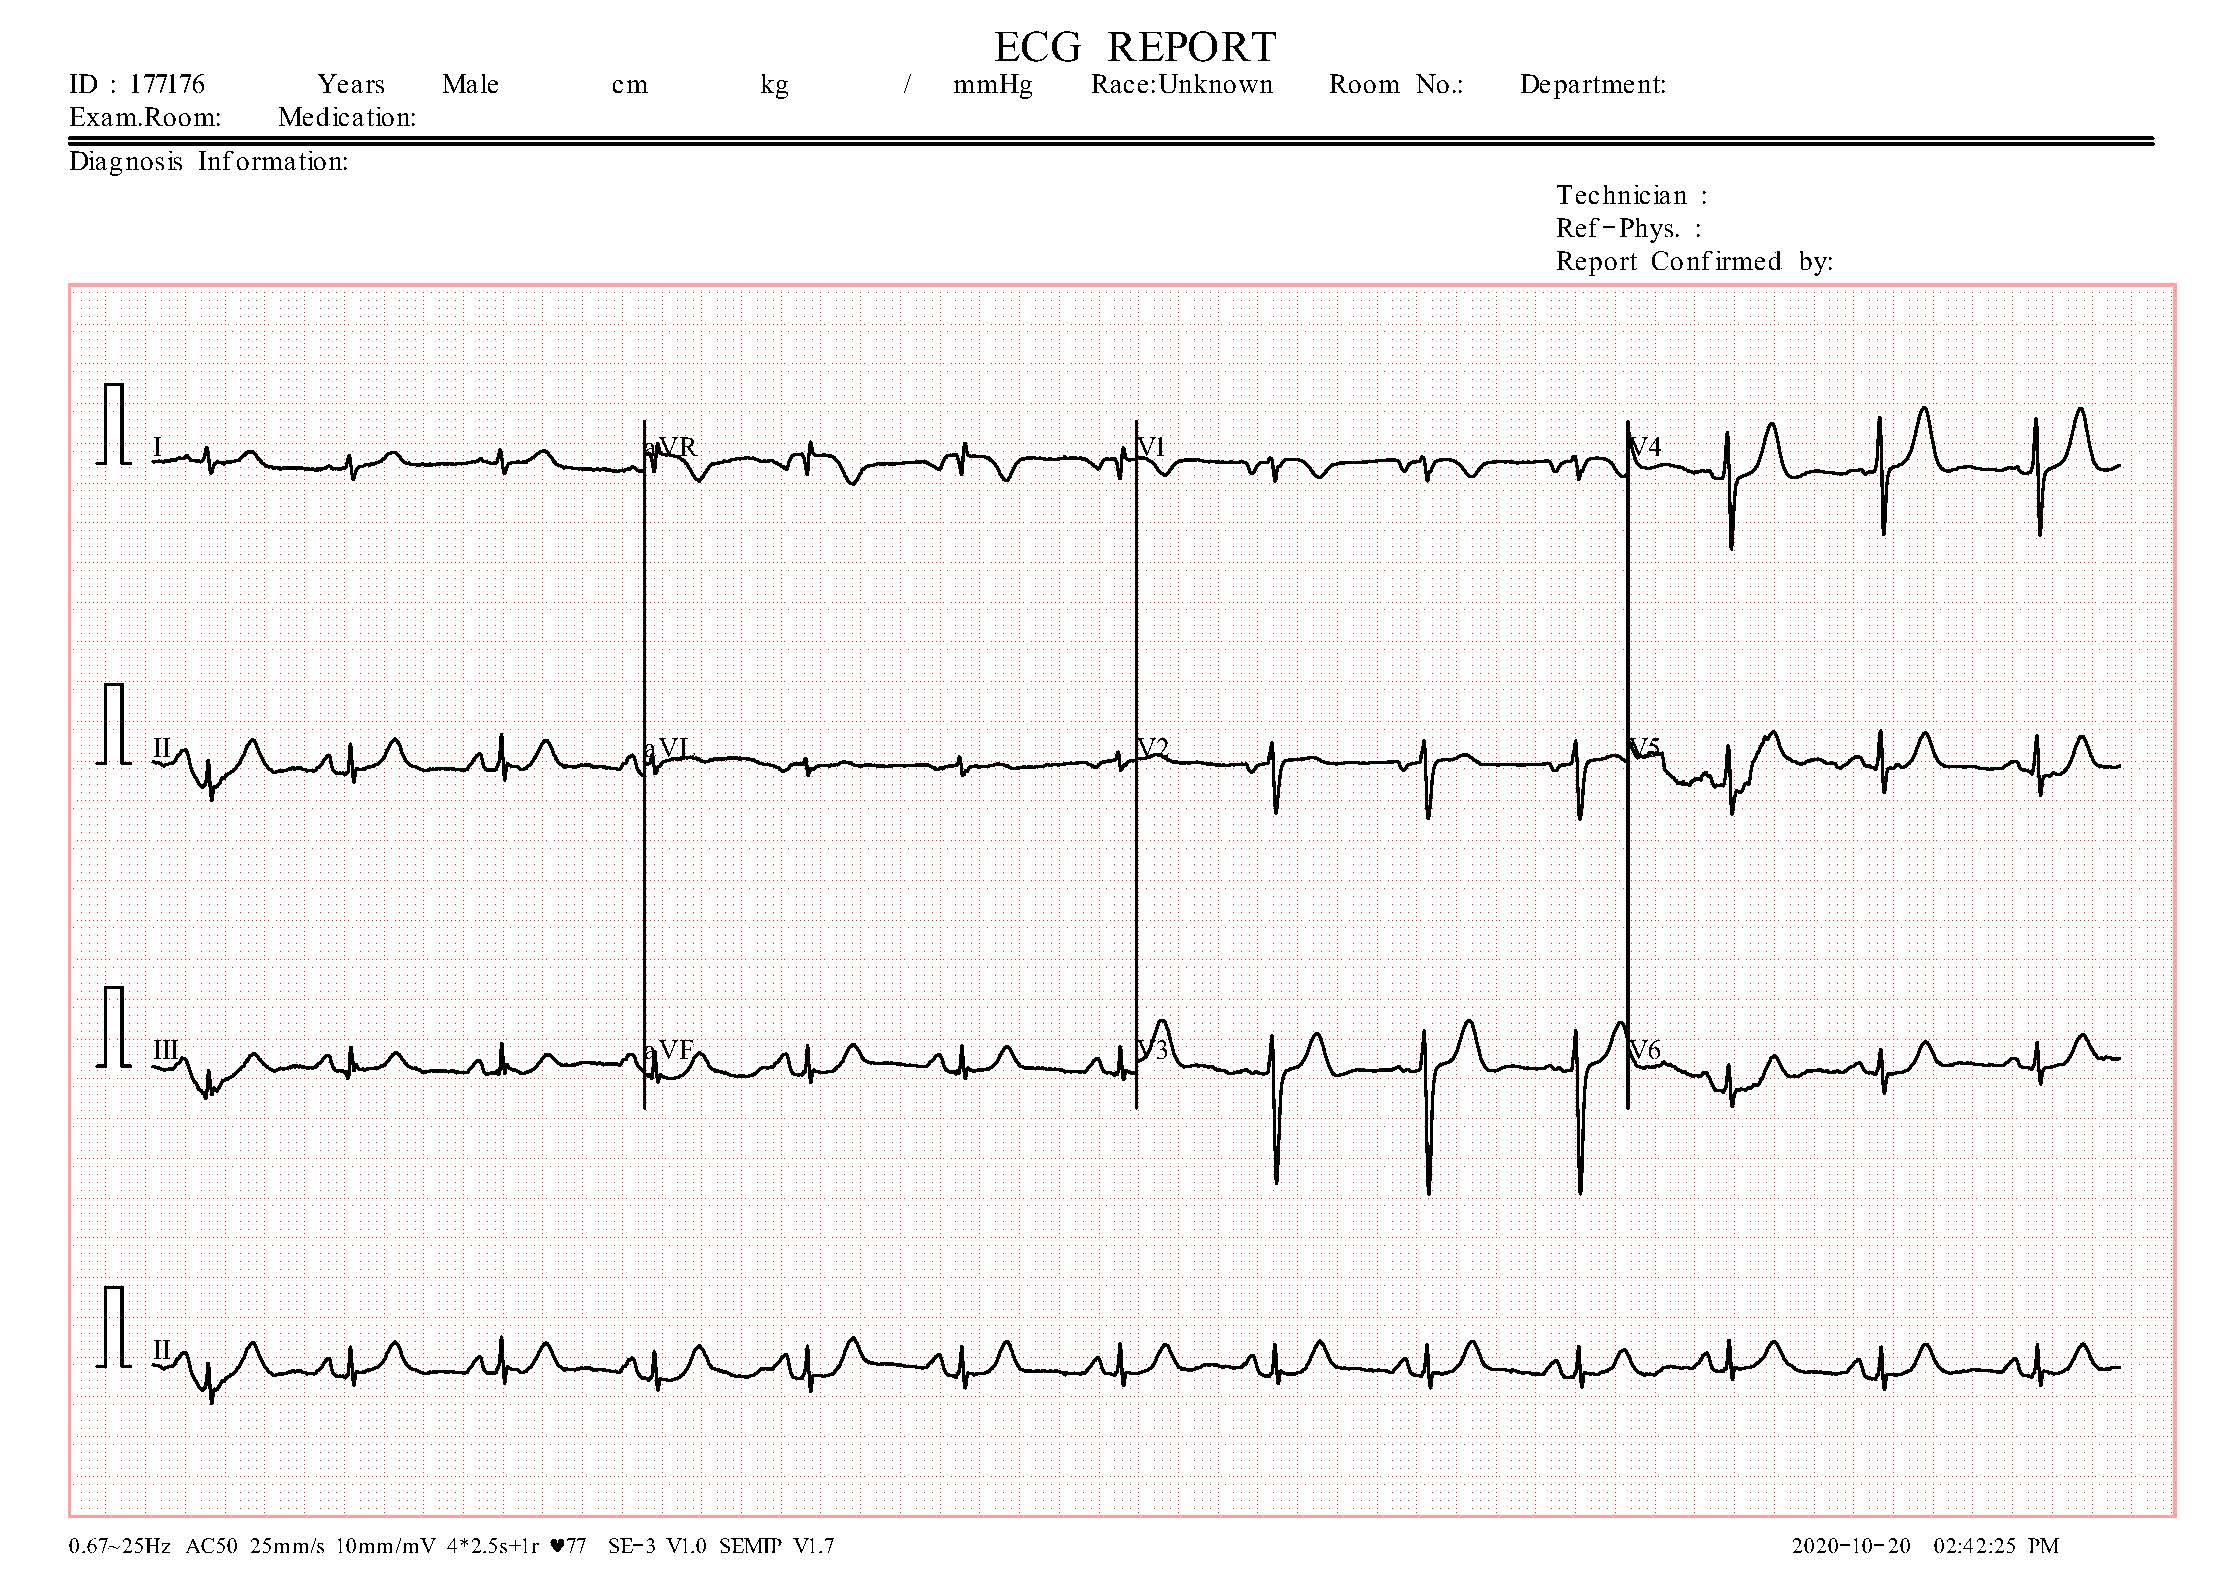 ECG REPORT
ID : 177176 Years Male cm kg / mmHg Race:Unknown Room No.: Department:
Exam.Room: Medication:
Diagnosis Information:
Technician :
Ref-Phys. :
Report Confirmed by:
I aVR V1 V4
II aVL V2 V5
III aVF V3 V6
II
0.67~25Hz AC50 25mm/s 10mm/mV 4*2.5s+1r ♥77 SE-3 V1.0 SEMIP V1.7 2020-10-20 02:42:25 PM